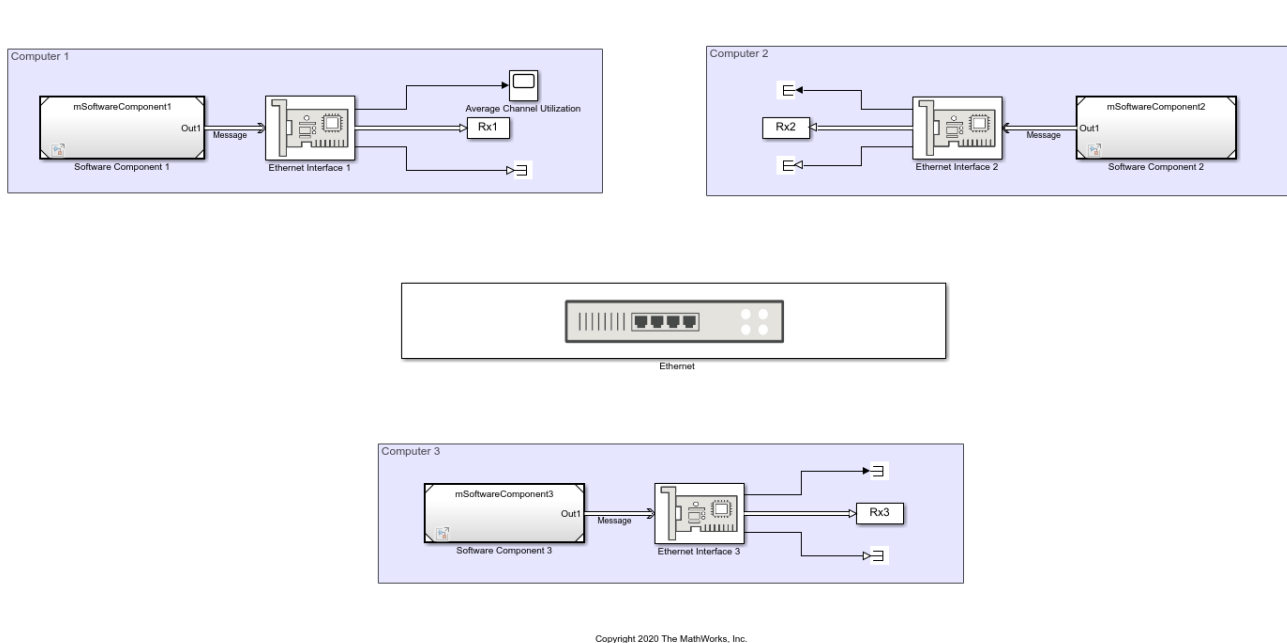 Computer 1
mSoftwareComponent1
Out1
Message
Software Component 1
Ethernet Interface 1
Average Channel Utilization
Rx1
Computer 2
Rx2
Ethernet Interface 2
Message
mSoftwareComponent2
Out1
Software Component 2
Ethernet
Computer 3
mSoftwareComponent3
Out1
Message
Software Component 3
Ethernet Interface 3
Rx3
Copyright 2020 The MathWorks, Inc.